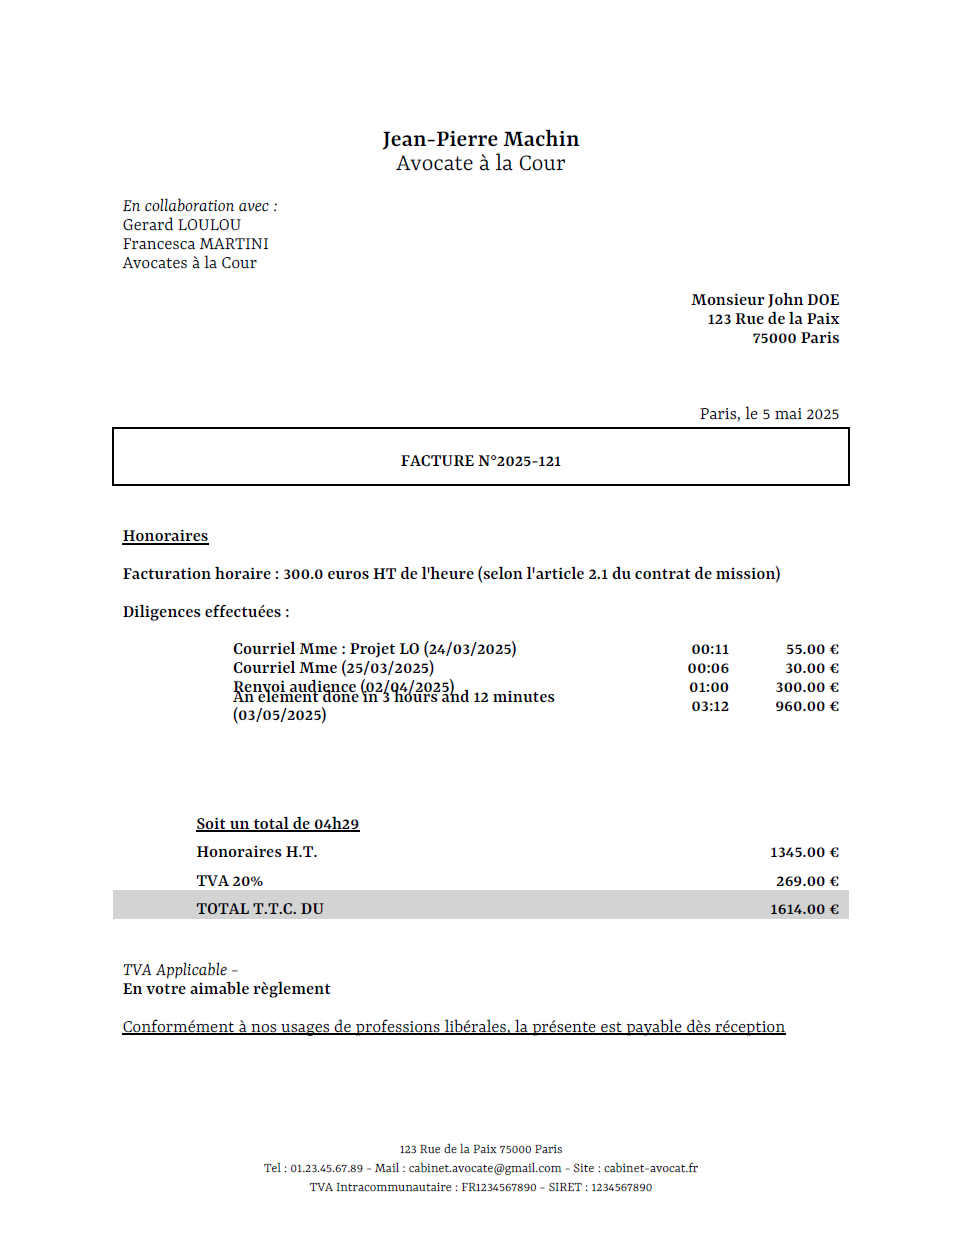 Jean-Pierre Machin
Avocate à la Cour
En collaboration avec :
Gerard LOULOU
Francesca MARTINI
Avocates à la Cour
Monsieur John DOE
123 Rue de la Paix
75000 Paris
Paris, le 5 mai 2025
FACTURE N°2025-121
Honoraires
Facturation horaire : 300.0 euros HT de l'heure (selon l'article 2.1 du contrat de mission)
Diligences effectuées :
Courriel Mme : Projet LO (24/03/2025) 00:11 55.00 €
Courriel Mme (25/03/2025) 00:06 30.00 €
Renvoi audience (02/04/2025) 01:00 300.00 €
An element done in 3 hours and 12 minutes
(03/05/2025) 03:12 960.00 €
Soit un total de 04h29
Honoraires H.T. 1345.00 €
TVA 20% 269.00 €
TOTAL T.T.C. DU 1614.00 €
TVA Applicable -
En votre aimable règlement
Conformément à nos usages de professions libérales, la présente est payable dès réception
123 Rue de la Paix 75000 Paris
Tel : 01.23.45.67.89 - Mail : cabinet.avocate@gmail.com - Site : cabinet-avocat.fr
TVA Intracommunautaire : FR1234567890 - SIRET : 1234567890